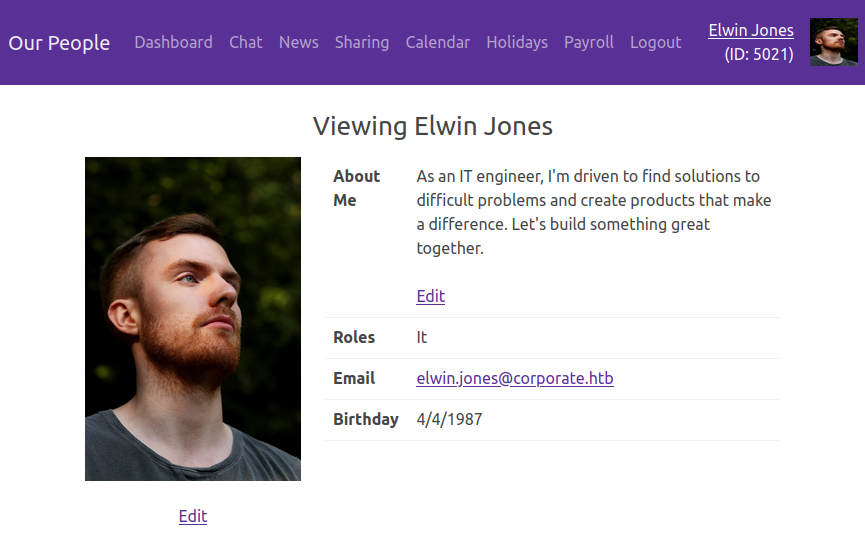 Our People Dashboard Chat News Sharing Calendar Holidays Payroll Logout
Elwin Jones
(ID: 5021)
Viewing Elwin Jones
About
Me
As an IT engineer, I'm driven to find solutions to
difficult problems and create products that make
a difference. Let's build something great
together.
Edit
Roles It
Email elwin.jones@corporate.htb
Birthday 4/4/1987
Edit